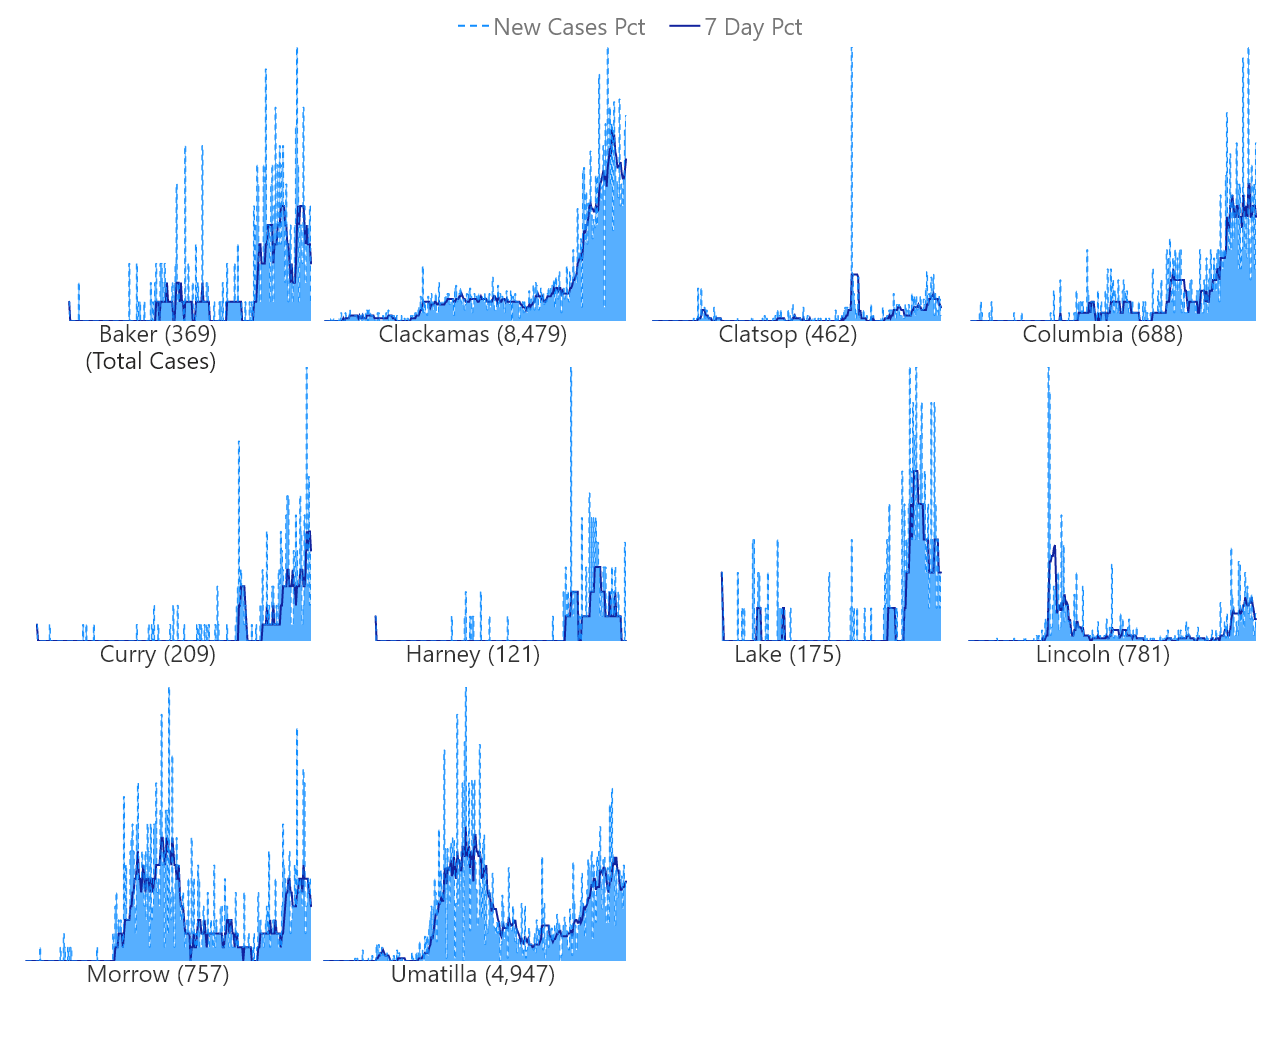 New Cases Pct 7 Day Pct
Baker (369)
(Total Cases)
Clackamas (8,479)
Clatsop (462)
Columbia (688)
Curry (209)
Harney (121)
Lake (175)
Lincoln (781)
Morrow (757)
Umatilla (4,947)